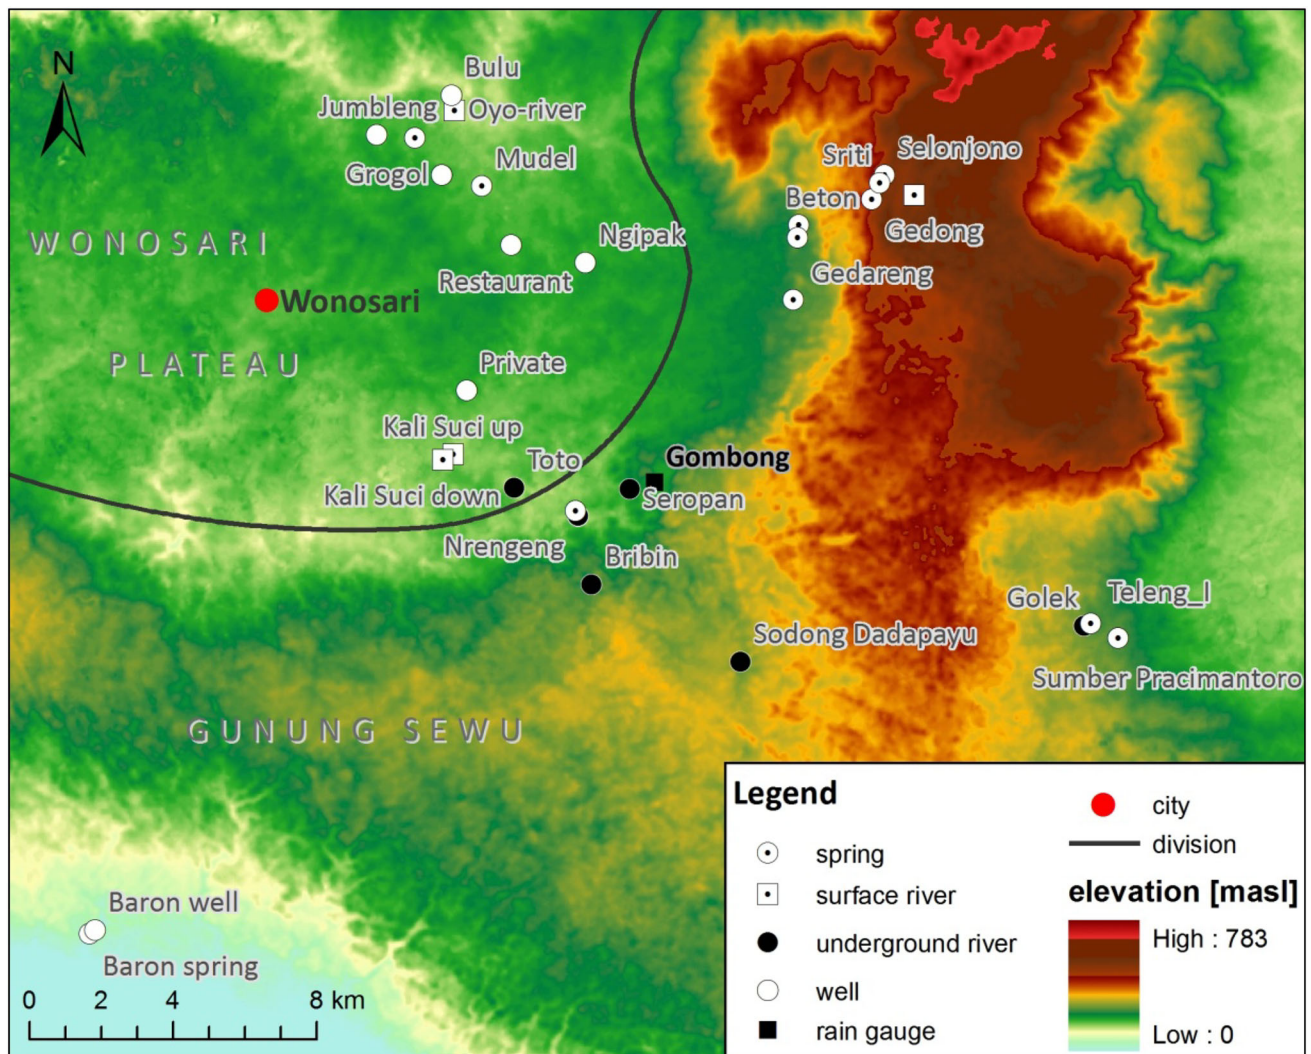 N
Bulu
Jumbleng
Oyo-river
Grogol
Mudel
Sriti
Selonjono
Beton
Gedong
WONOSARI
Ngipak
Restaurant
Gedareng
Wonosari
PLATEAU
Private
Kali Suci up
Toto
Gombong
Kali Suci down
Seropan
Nrengeng
Bribin
Golek
Teleng_I
Sodong Dadapayu
Sumber Pracimantoro
GUNUNG SEWU
Baron well
Baron spring
0 2 4 8 km
Legend
spring
surface river
underground river
well
rain gauge
city
division
elevation [masl]
High : 783
Low : 0